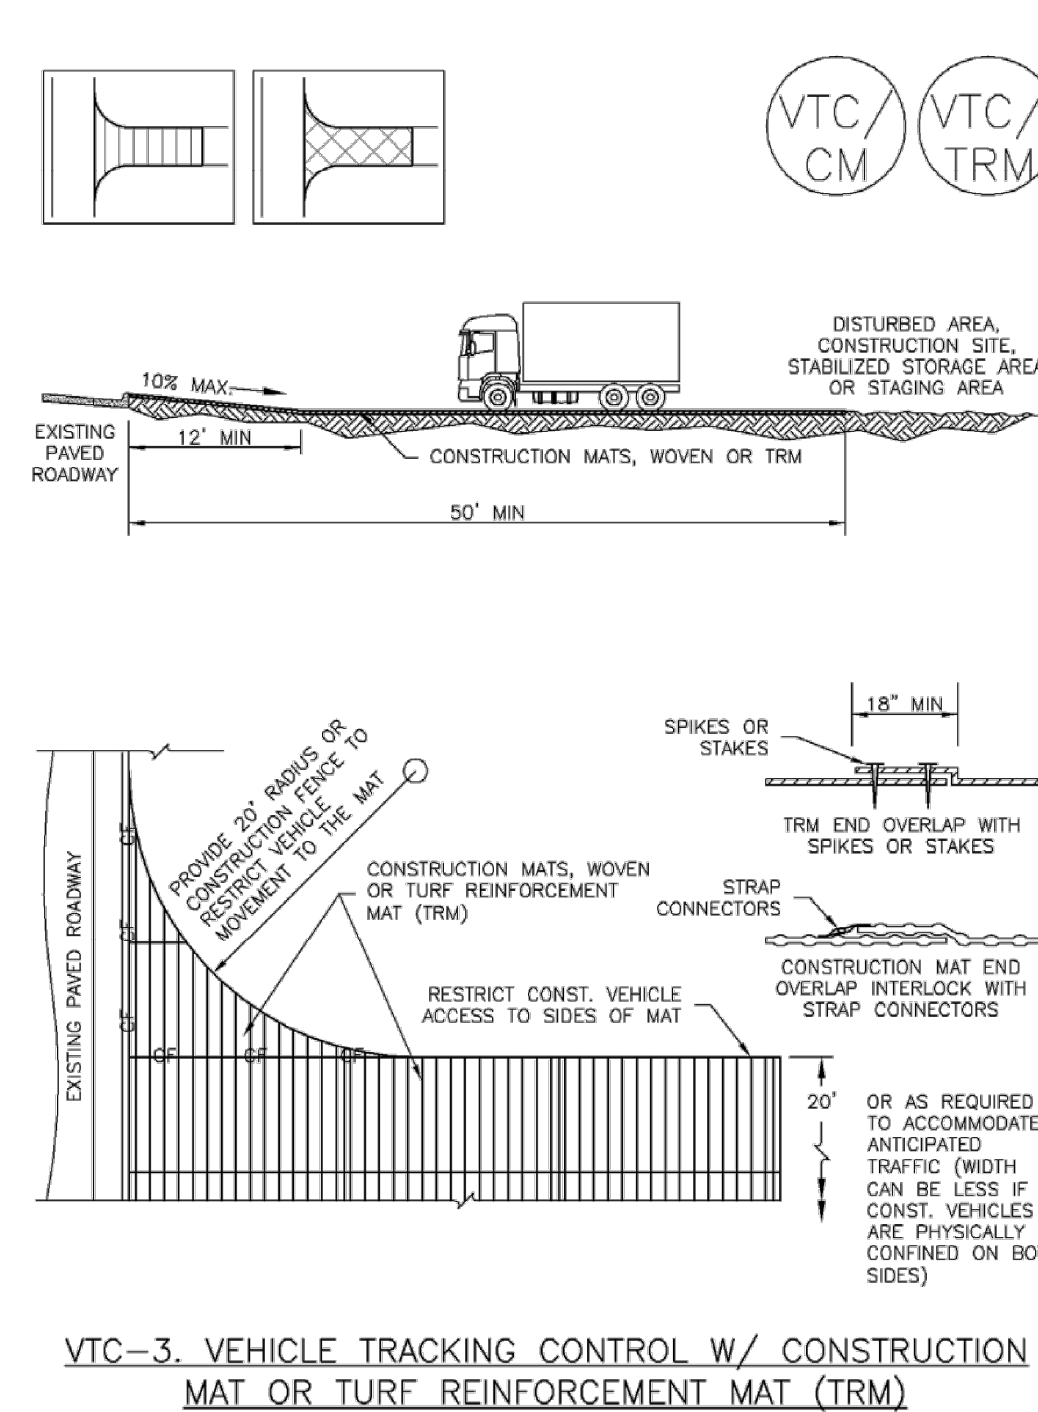 VTC/
CM
VTC/
TRM
DISTURBED AREA,
CONSTRUCTION SITE,
STABILIZED STORAGE AREA
OR STAGING AREA
10% MAX.
EXISTING
PAVED
ROADWAY
12' MIN
CONSTRUCTION MATS, WOVEN OR TRM
50' MIN
18" MIN
SPIKES OR
STAKES
TRM END OVERLAP WITH
SPIKES OR STAKES
PROVIDE 20' RADIUS OR
CONSTRUCTION FENCE TO
RESTRICT VEHICLE
MOVEMENT TO THE MAT
CONSTRUCTION MATS, WOVEN
OR TURF REINFORCEMENT
MAT (TRM)
STRAP
CONNECTORS
CONSTRUCTION MAT END
OVERLAP INTERLOCK WITH
STRAP CONNECTORS
RESTRICT CONST. VEHICLE
ACCESS TO SIDES OF MAT
EXISTING PAVED ROADWAY
CF
CF
CF
CF
CF
CF
20'
OR AS REQUIRED
TO ACCOMMODATE
ANTICIPATED
TRAFFIC (WIDTH
CAN BE LESS IF
CONST. VEHICLES
ARE PHYSICALLY
CONFINED ON BO
SIDES)
VTC-3. VEHICLE TRACKING CONTROL W/ CONSTRUCTION
MAT OR TURF REINFORCEMENT MAT (TRM)